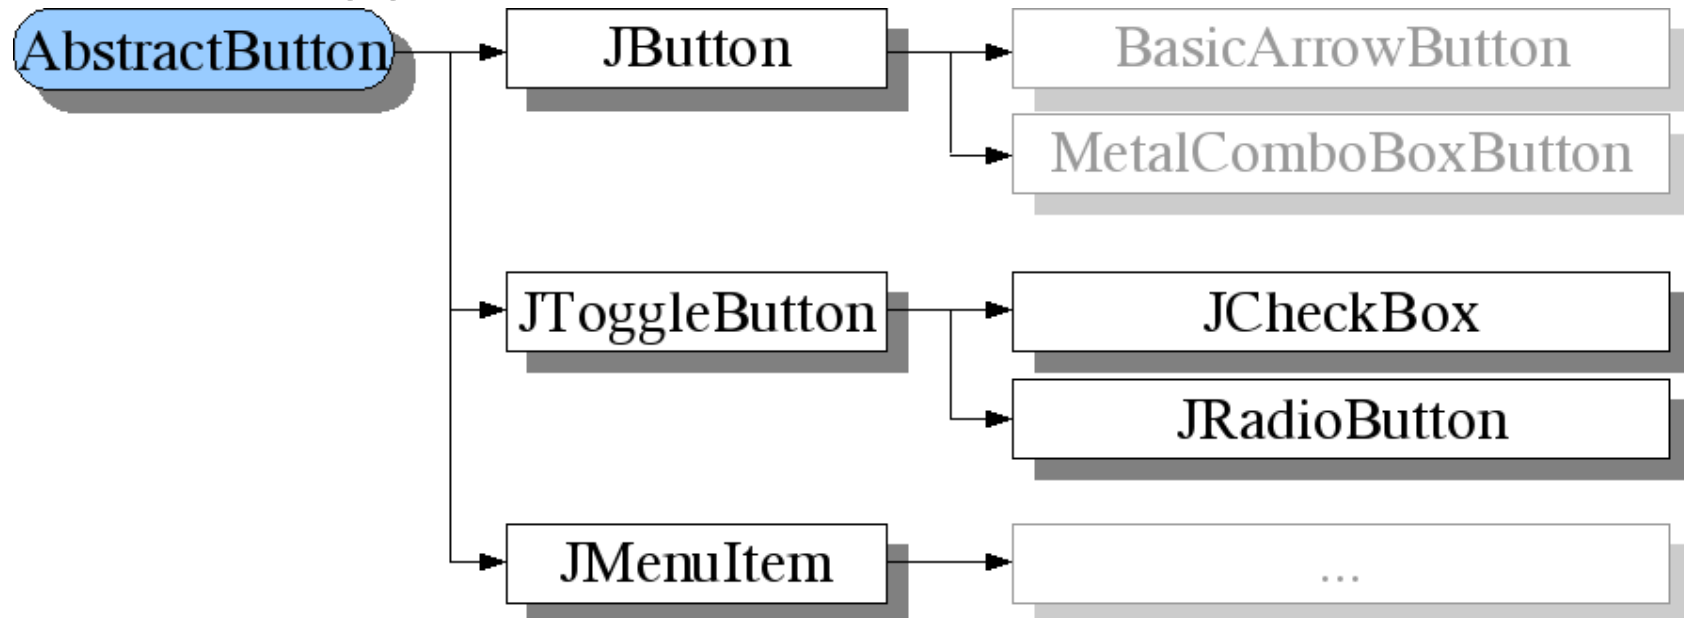 AbstractButton
JButton
BasicArrowButton
MetalComboBoxButton
JToggleButton
JCheckBox
JRadioButton
JMenuItem
...